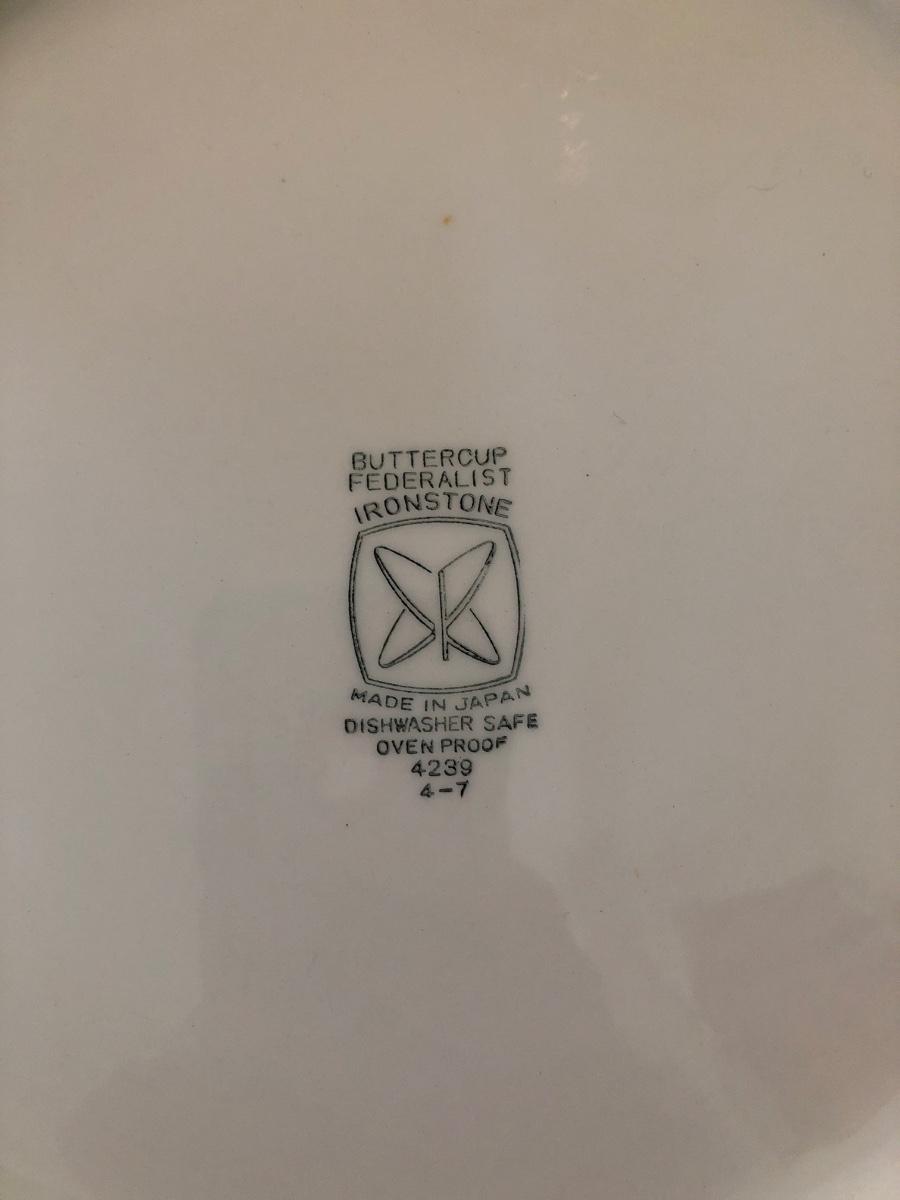 BUTTERCUP
FEDERALIST
IRONSTONE
MADE IN JAPAN
DISHWASHER SAFE
OVEN PROOF
4239
4-7